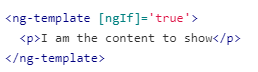 <ng-template [ngIf]='true'>
  <p>I am the content to show</p>
</ng-template>